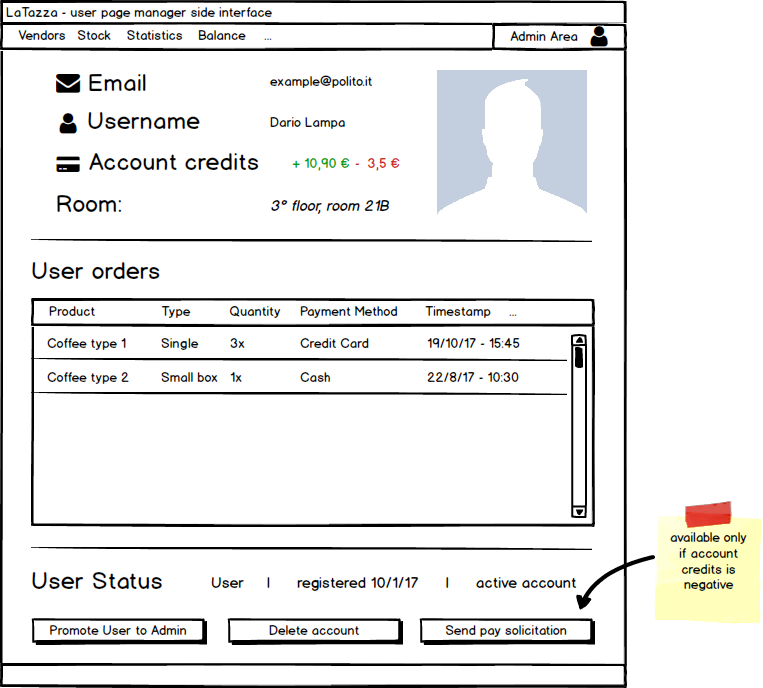 LaTazza - user page manager side interface
Vendors Stock Statistics Balance ... Admin Area
Email example@polito.it
Username Dario Lampa
Account credits + 10,90 € - 3,5 €
Room: 3° floor, room 21B
User orders
Product Type Quantity Payment Method Timestamp ...
Coffee type 1 Single 3x Credit Card 19/10/17 - 15:45
Coffee type 2 Small box 1x Cash 22/8/17 - 10:30
User Status User | registered 10/1/17 | active account
Promote User to Admin Delete account Send pay solicitation
available only
if account
credits is
negative